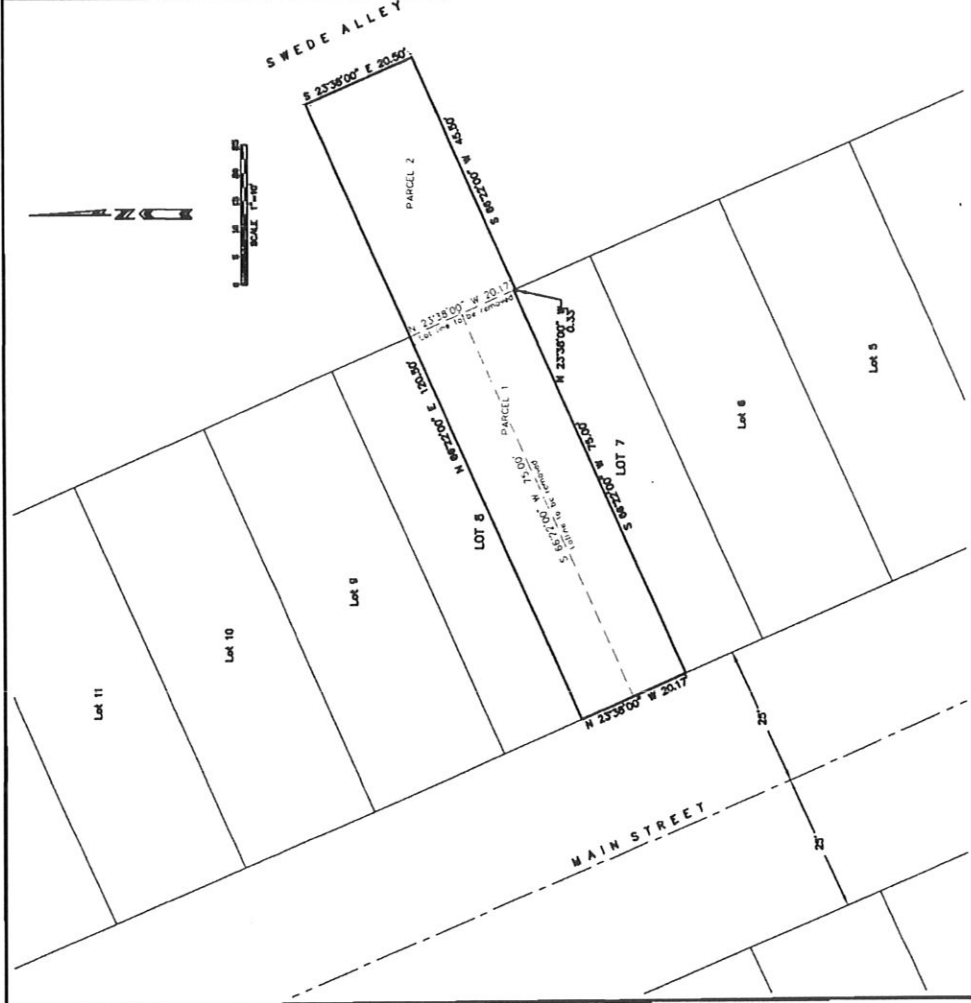 SWEDE ALLEY
S 23°38'00" E 20.50'
PARCEL 2
S 66°22'00" W 45.50'
N
SCALE 1"=10'
N 23°38'00" W 20.17'
Lot line to be removed
N 23°38'00" W
0.33'
N 66°22'00" E 120.50'
PARCEL 1
S 66°22'00" W 75.00'
Lotline to be removed
S 66°22'00" W 75.00'
LOT 8
LOT 7
Lot 11
Lot 10
Lot 9
Lot 6
Lot 5
N 23°38'00" W 20.17'
MAIN STREET
25'
25'